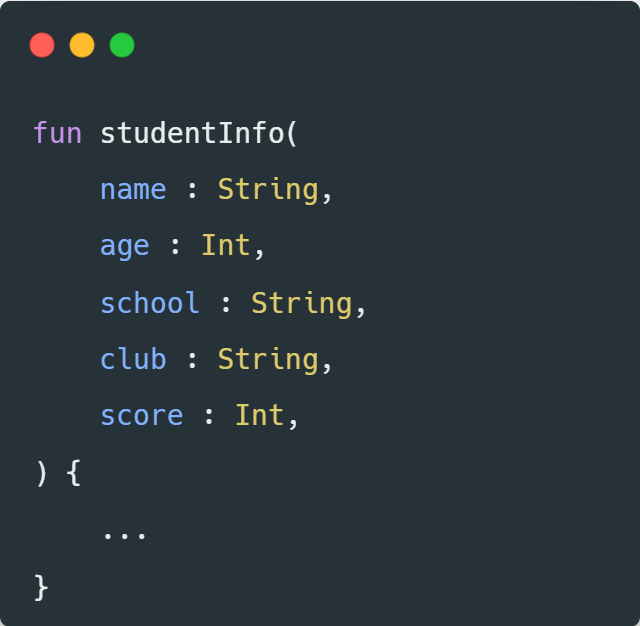 fun studentInfo(
    name : String,
    age : Int,
    school : String,
    club : String,
    score : Int,
) {
    ...
}